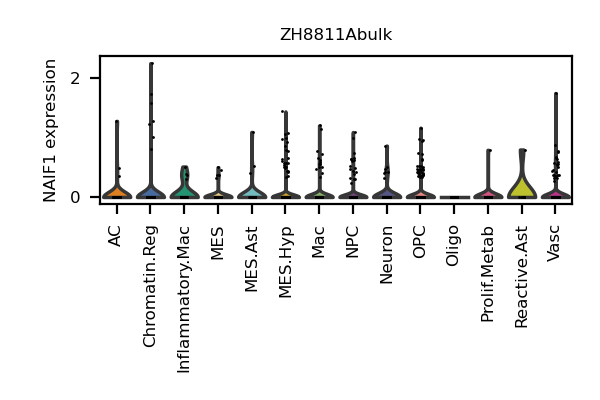 ZH8811Abulk
NAIF1 expression
2
0
AC
Chromatin.Reg
Inflammatory.Mac
MES
MES.Ast
MES.Hyp
Mac
NPC
Neuron
OPC
Oligo
Prolif.Metab
Reactive.Ast
Vasc